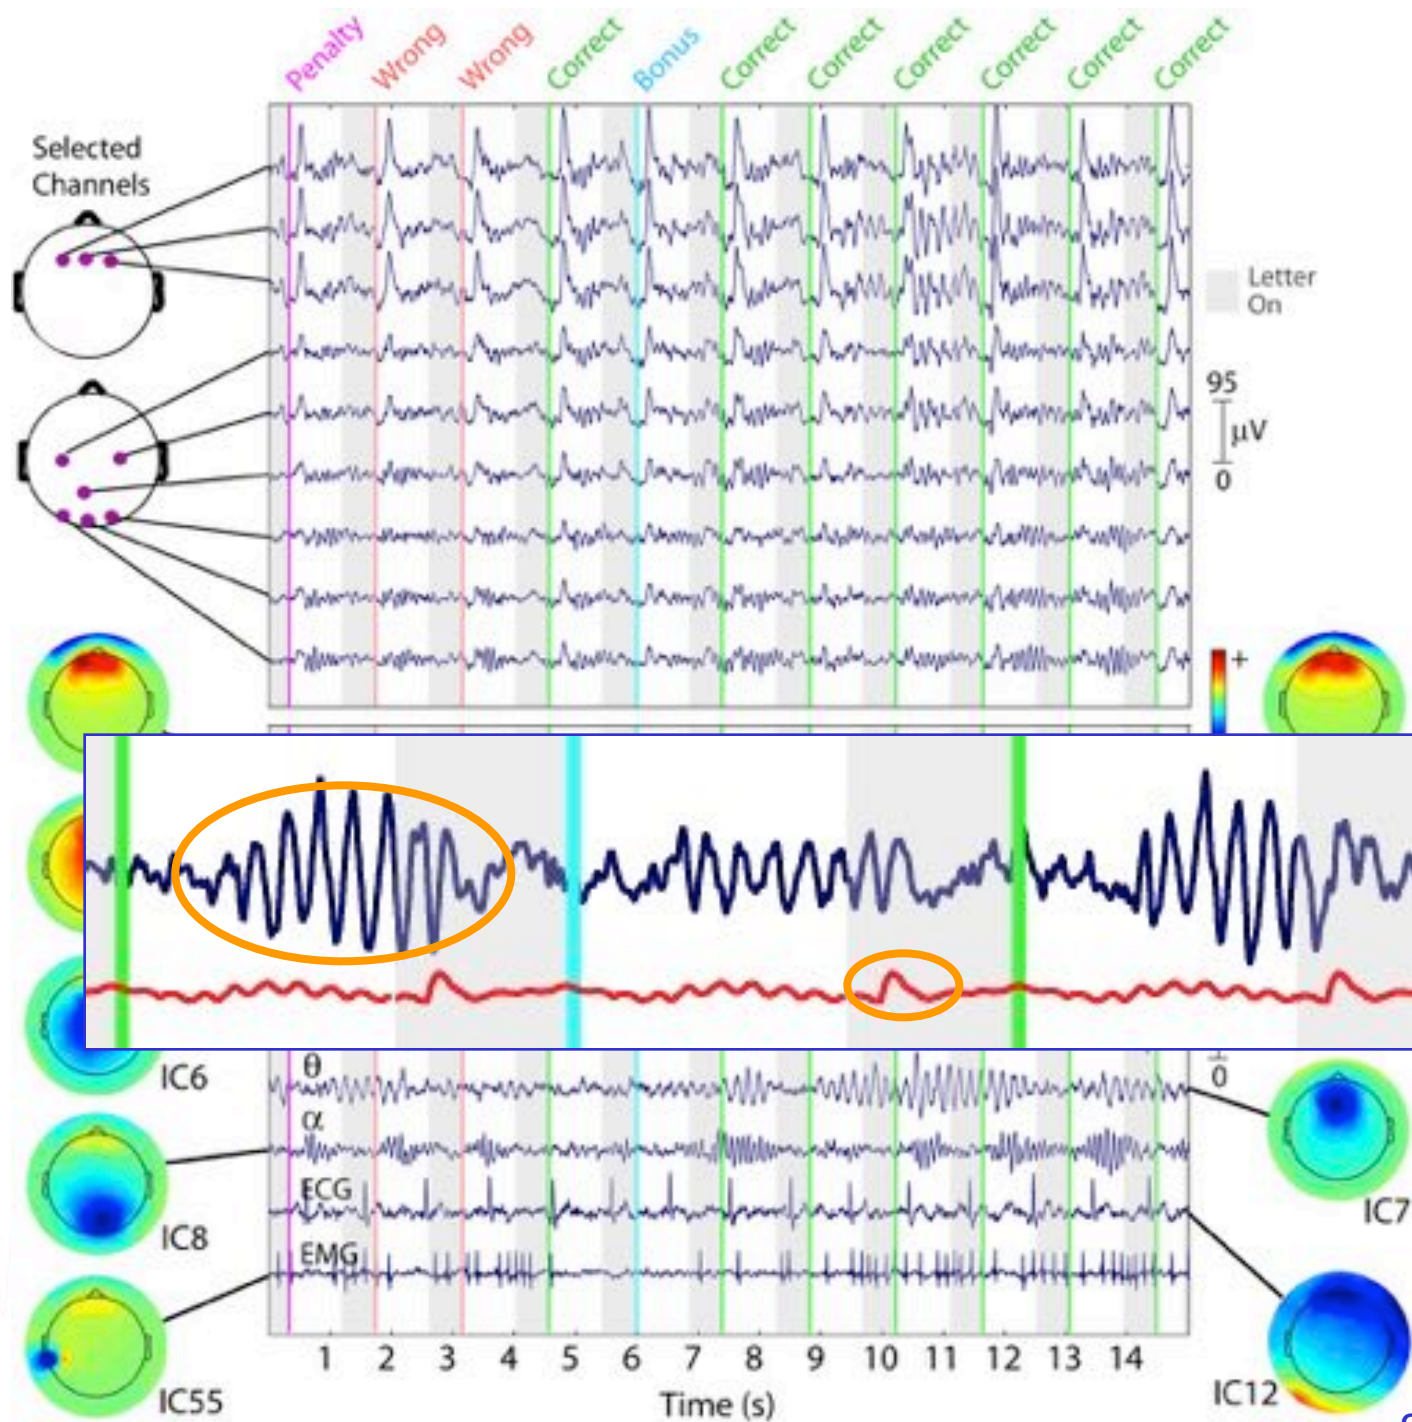 Penalty
Wrong
Wrong
Correct
Bonus
Correct
Correct
Correct
Correct
Correct
Correct
Selected
Channels
Letter
On
95
μV
0
+
θ
0
IC6
α
ECG
IC7
IC8
EMG
1 2 3 4 5 6 7 8 9 10 11 12 13 14
IC55
Time (s)
IC12